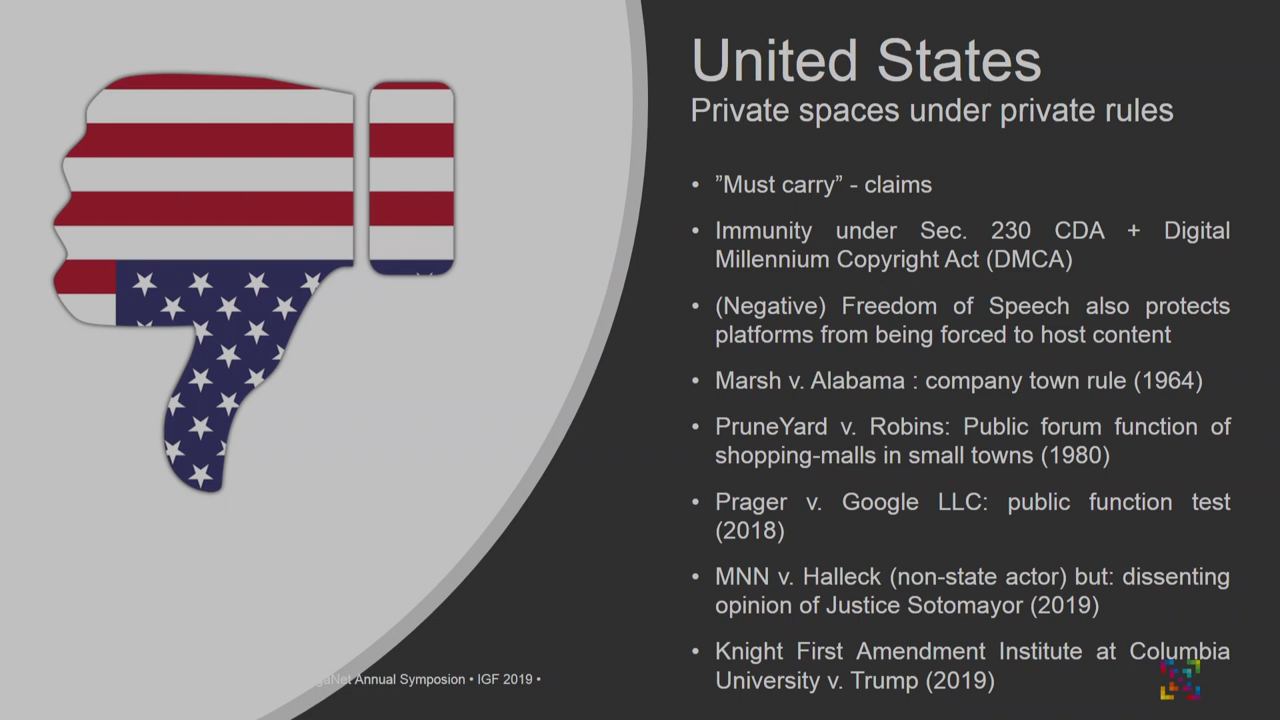 United States
Private spaces under private rules
• ”Must carry” - claims
• Immunity under Sec. 230 CDA + Digital
Millennium Copyright Act (DMCA)
• (Negative) Freedom of Speech also protects
platforms from being forced to host content
• Marsh v. Alabama : company town rule (1964)
• PruneYard v. Robins: Public forum function of
shopping-malls in small towns (1980)
• Prager v. Google LLC: public function test
(2018)
• MNN v. Halleck (non-state actor) but: dissenting
opinion of Justice Sotomayor (2019)
• Knight First Amendment Institute at Columbia
University v. Trump (2019)
Annual Symposion • IGF 2019 •